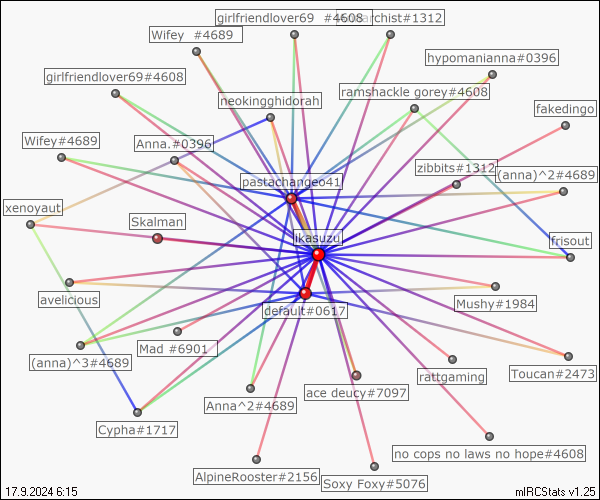 girlfriendlover69 #4608
chist#1312
Wifey #4689
hypomanianna#0396
girlfriendlover69#4608
ramshackle gorey#4608
neokingghidorah
fakedingo
Wifey#4689
Anna.#0396
zibbits#1312
(anna)^2#4689
pastachangeo41
xenoyaut
Skalman
ikasuzu
frisout
avelicious
Mushy#1984
default#0617
Mad #6901
(anna)^3#4689
Toucan#2473
rattgaming
ace deucy#7097
Anna^2#4689
Cypha#1717
no cops no laws no hope#4608
AlpineRooster#2156
Soxy Foxy#5076
17.9.2024 6:15
mIRCStats v1.25